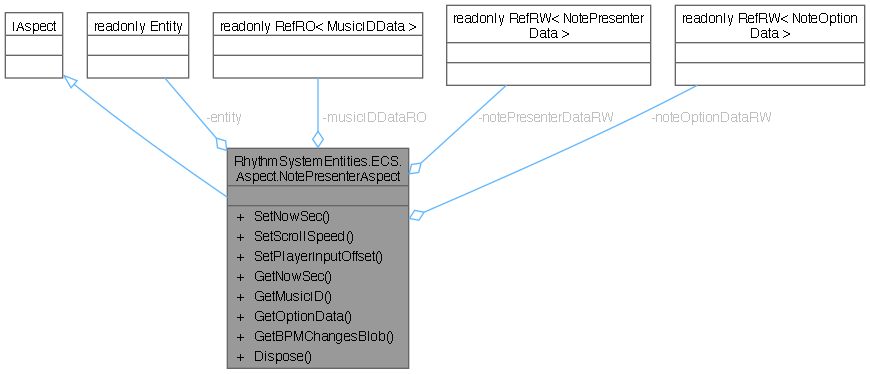 IAspect
readonly Entity
readonly RefRO< MusicIDData >
readonly RefRW< NotePresenter
Data >
readonly RefRW< NoteOption
Data >
-entity
-musicIDDataRO
-notePresenterDataRW
-noteOptionDataRW
RhythmSystemEntities.ECS.
Aspect.NotePresenterAspect
+ SetNowSec()
+ SetScrollSpeed()
+ SetPlayerInputOffset()
+ GetNowSec()
+ GetMusicID()
+ GetOptionData()
+ GetBPMChangesBlob()
+ Dispose()